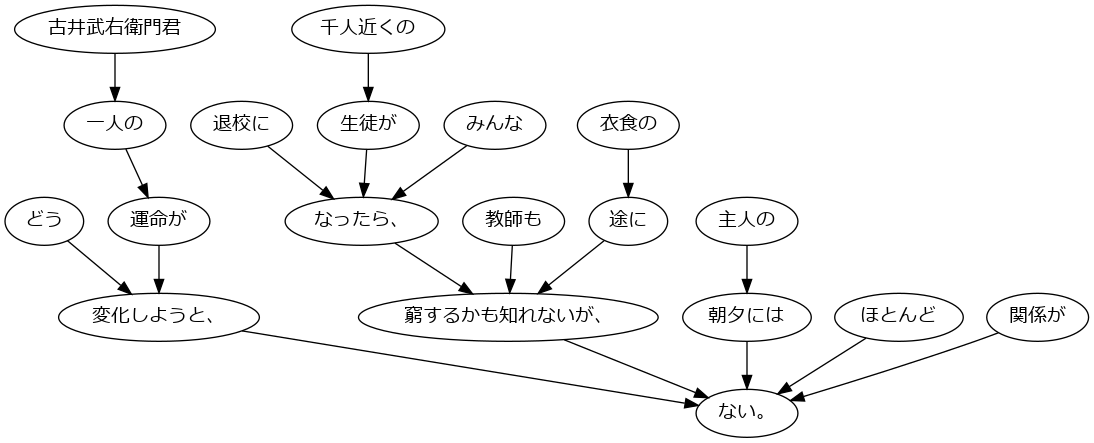 古井武右衛門君 千人近くの
一人の 退校に 生徒が みんな 衣食の
どう 運命が なったら、 教師も 途に 主人の
変化しようと、 窮するかも知れないが、 朝夕には ほとんど 関係が
ない。